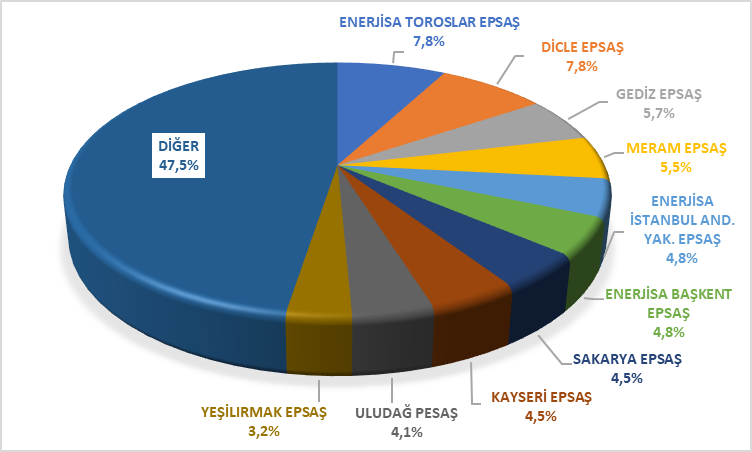 ENERJİSA TOROSLAR EPSAŞ
7,8%
DİCLE EPSAŞ
7,8%
GEDİZ EPSAŞ
5,7%
MERAM EPSAŞ
5,5%
ENERJİSA
İSTANBUL AND.
YAK. EPSAŞ
4,8%
ENERJİSA BAŞKENT
EPSAŞ
4,8%
SAKARYA EPSAŞ
4,5%
KAYSERİ EPSAŞ
4,5%
ULUDAĞ PESAŞ
4,1%
YEŞİLIRMAK EPSAŞ
3,2%
DİĞER
47,5%